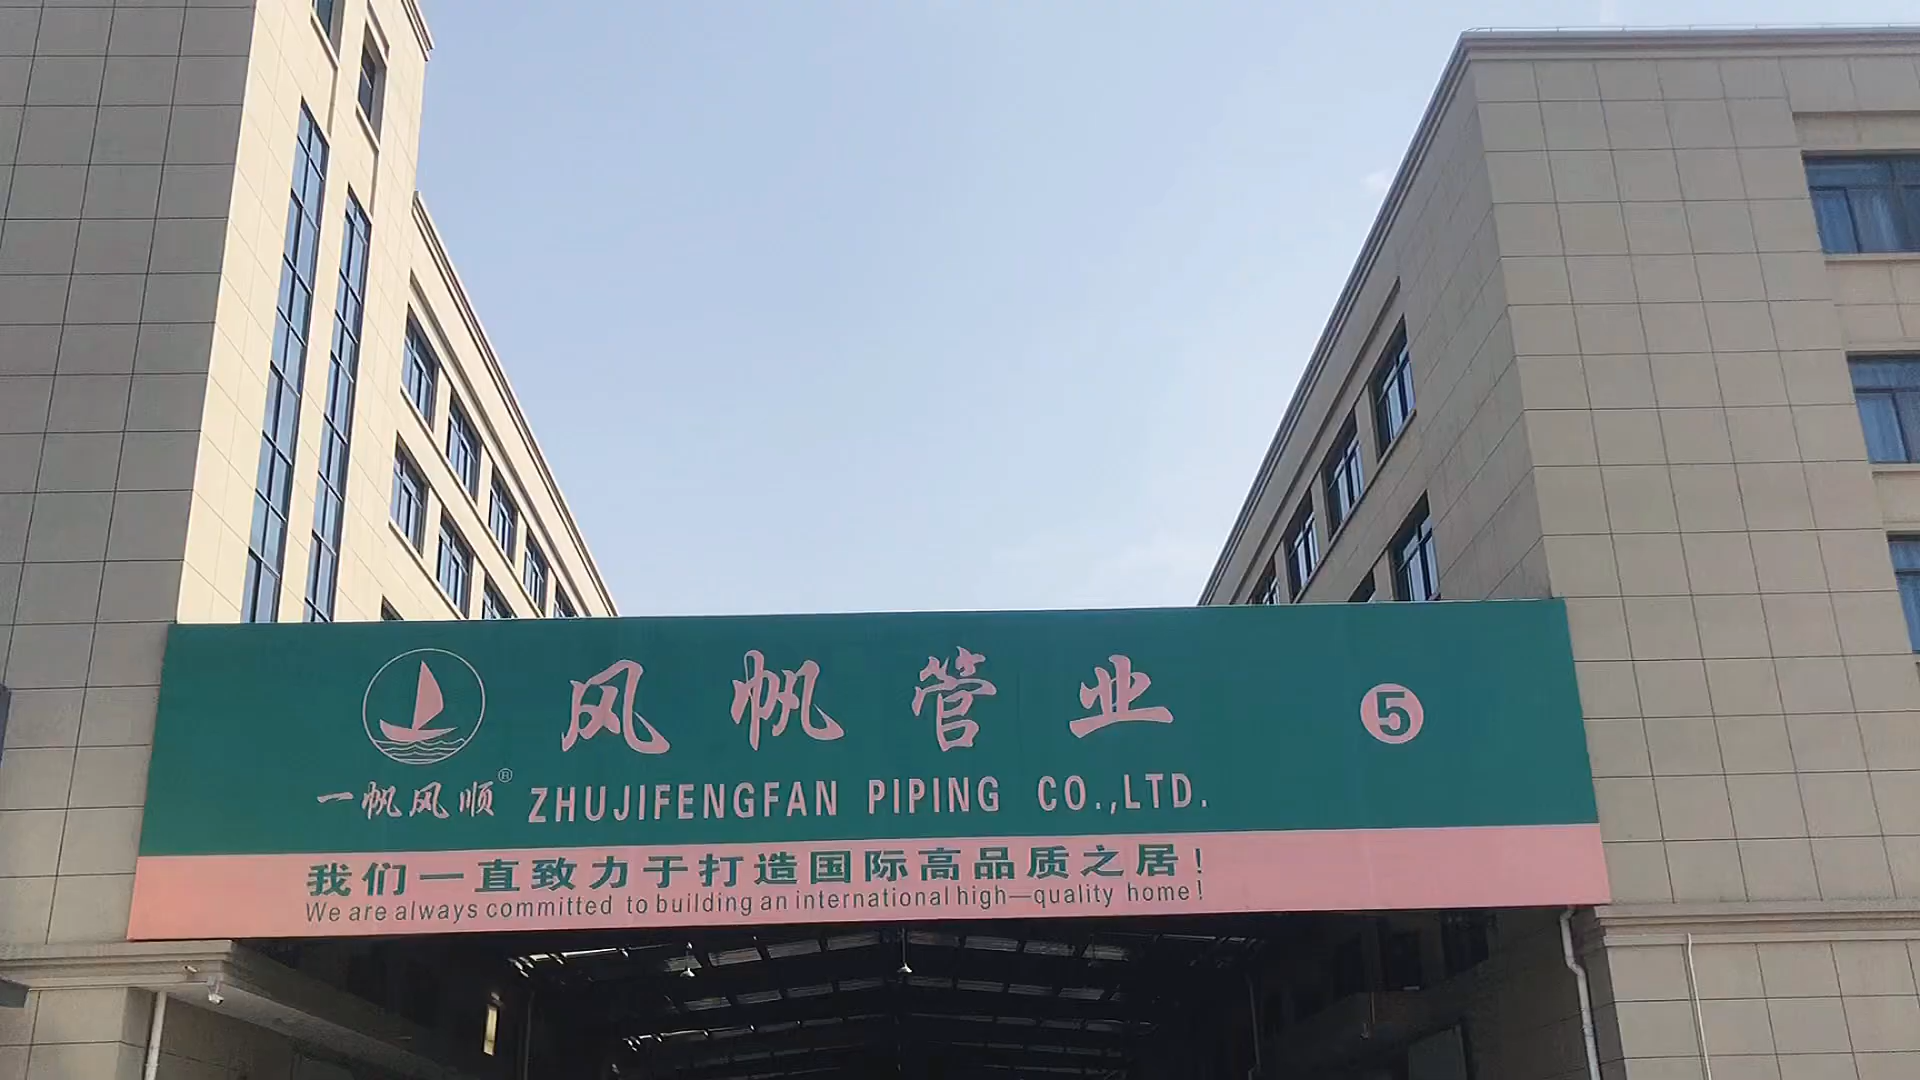 风帆管业
5
一帆风顺®
ZHUJIFENGFAN PIPING CO.,LTD.
我们一直致力于打造国际高品质之居!
We are always committed to building an international high—quality home!